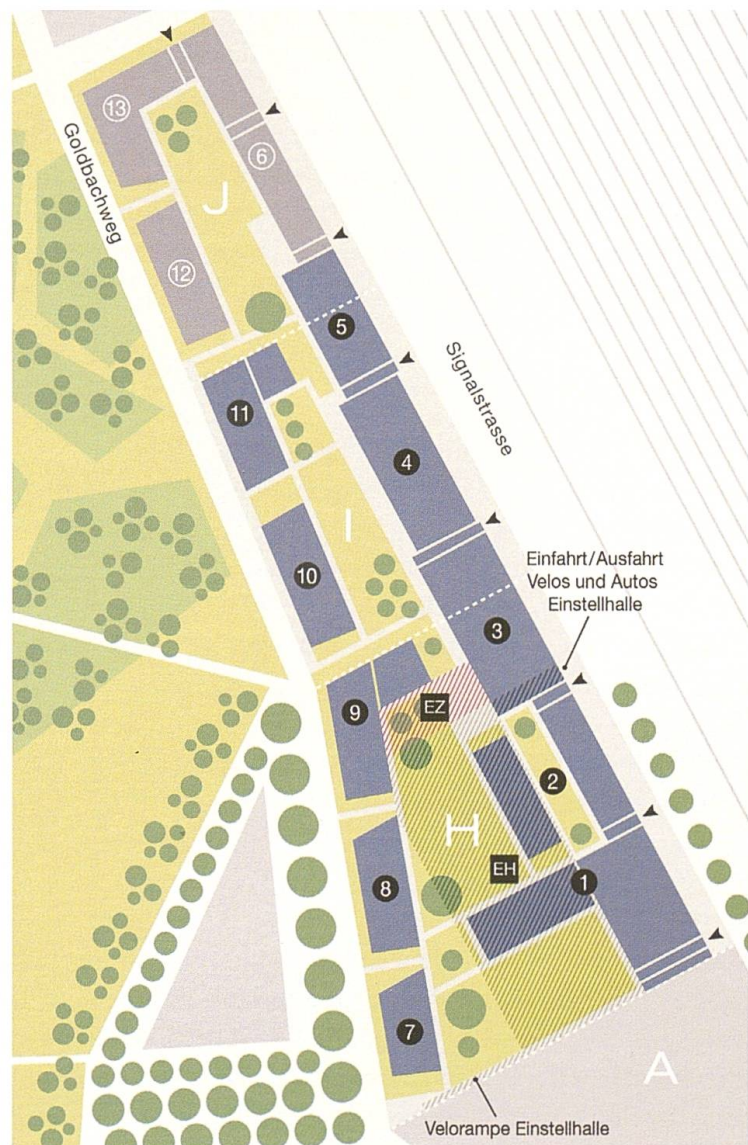 13
6
Goldbachweg
J
12
5
Signalstrasse
11
4
I
10
Einfahrt/Ausfahrt
Velos und Autos
Einstellhalle
3
EZ
9
2
H
EH
1
8
7
A
Velorampe Einstellhalle